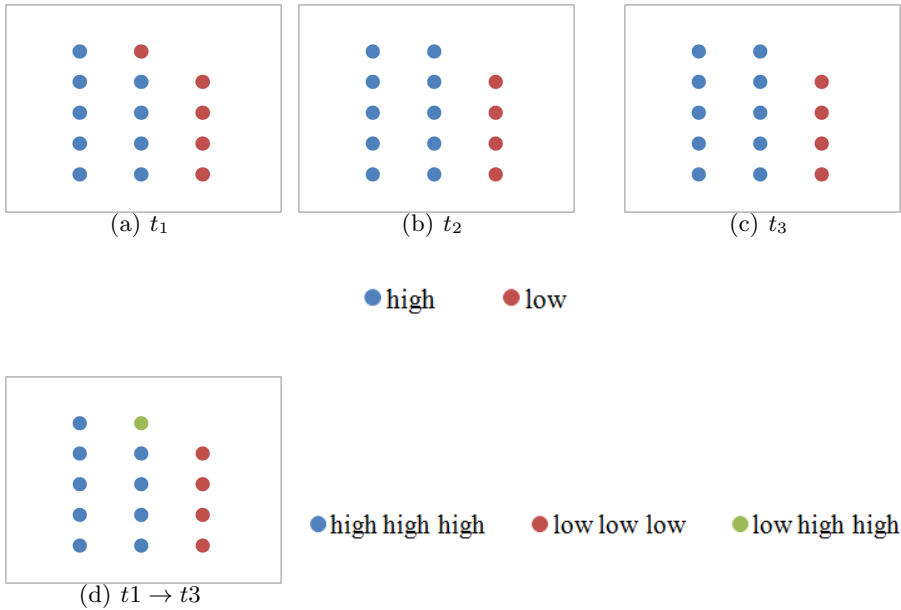 (a) t₁
(b) t₂
(c) t₃
high low
high high high low low low low high high
(d) t1 → t3